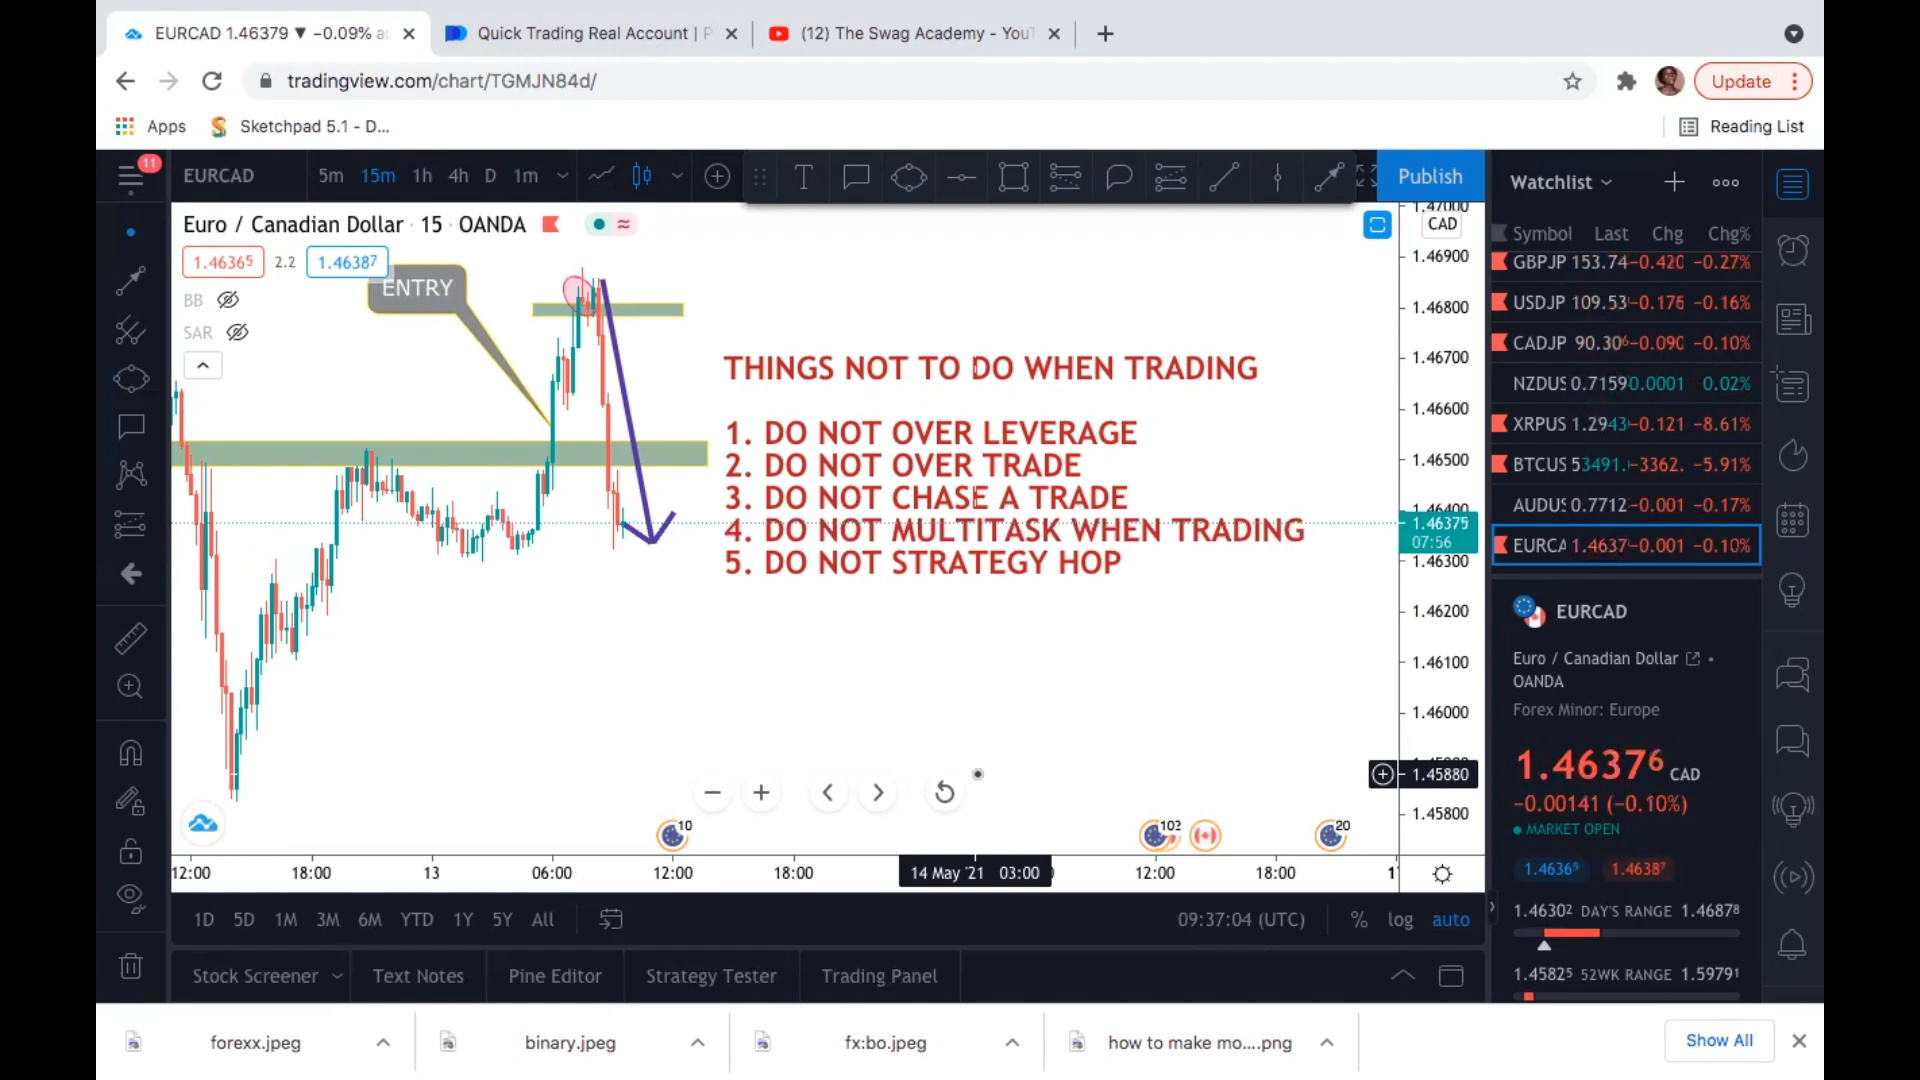 EURCAD 1.46379 ▼ −0.09%
Quick Trading Real Account | P
(12) The Swag Academy - YouT
tradingview.com/chart/TGMJN84d/
Update
Apps
Sketchpad 5.1 - D...
Reading List
11
EURCAD
5m 15m 1h 4h D 1m
Publish
Watchlist
Euro / Canadian Dollar · 15 · OANDA
1.46365 2.2 1.46387
BB
SAR
ENTRY
THINGS NOT TO DO WHEN TRADING
1. DO NOT OVER LEVERAGE
2. DO NOT OVER TRADE
3. DO NOT CHASE A TRADE
4. DO NOT MULTITASK WHEN TRADING
5. DO NOT STRATEGY HOP
1.47000
CAD
1.46900
1.46800
1.46700
1.46600
1.46500
1.46400
1.46375
07:56
1.46300
1.46200
1.46100
1.46000
1.45880
1.45800
Symbol Last Chg Chg%
GBPJP 153.74 −0.420 −0.27%
USDJP 109.53 −0.176 −0.16%
CADJP 90.306 −0.090 −0.10%
NZDUS 0.7159 0.0001 0.02%
XRPUS 1.2943 −0.121 −8.61%
BTCUS 53491. −3362. −5.91%
AUDUS 0.7712 −0.001 −0.17%
EURCA 1.4637 −0.001 −0.10%
EURCAD
Euro / Canadian Dollar
OANDA
Forex Minor: Europe
1.46376 CAD
−0.00141 (−0.10%)
MARKET OPEN
1.46365 1.46387
1.46302 DAY'S RANGE 1.46878
1.45825 52WK RANGE 1.59791
10 20
12:00 18:00 13 06:00 12:00 18:00 14 May '21 03:00 12:00 18:00
1D 5D 1M 3M 6M YTD 1Y 5Y All
09:37:04 (UTC) % log auto
Stock Screener Text Notes Pine Editor Strategy Tester Trading Panel
forexx.jpeg
binary.jpeg
fx:bo.jpeg
how to make mo....png
Show All